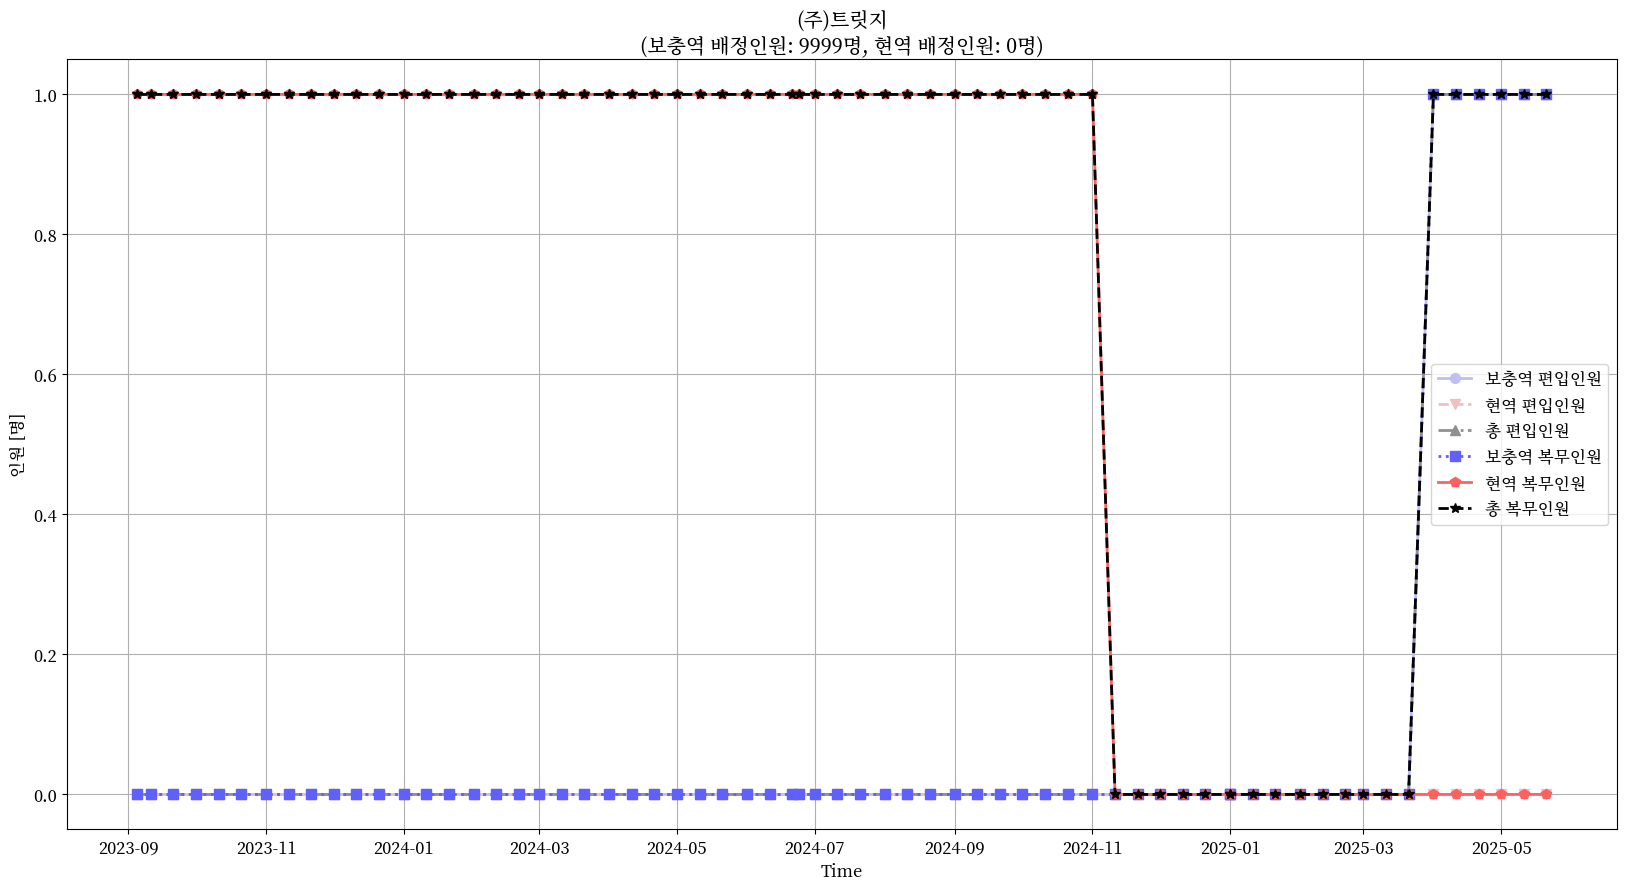 (주)트릿지
(보충역 배정인원: 9999명, 현역 배정인원: 0명)
인원 [명]
1.0
0.8
0.6
0.4
0.2
0.0
보충역 편입인원
현역 편입인원
총 편입인원
보충역 복무인원
현역 복무인원
총 복무인원
2023-09
2023-11
2024-01
2024-03
2024-05
2024-07
2024-09
2024-11
2025-01
2025-03
2025-05
Time